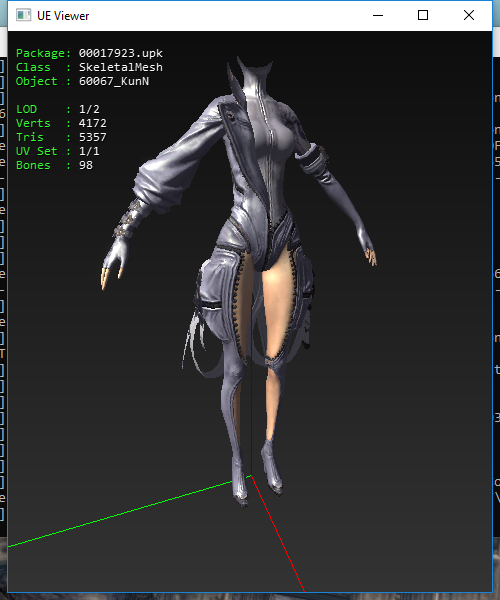 UE Viewer
Package: 00017923.upk
Class : SkeletalMesh
Object : 60067_KunN
LOD : 1/2
Verts : 4172
Tris : 5357
UV Set : 1/1
Bones : 98